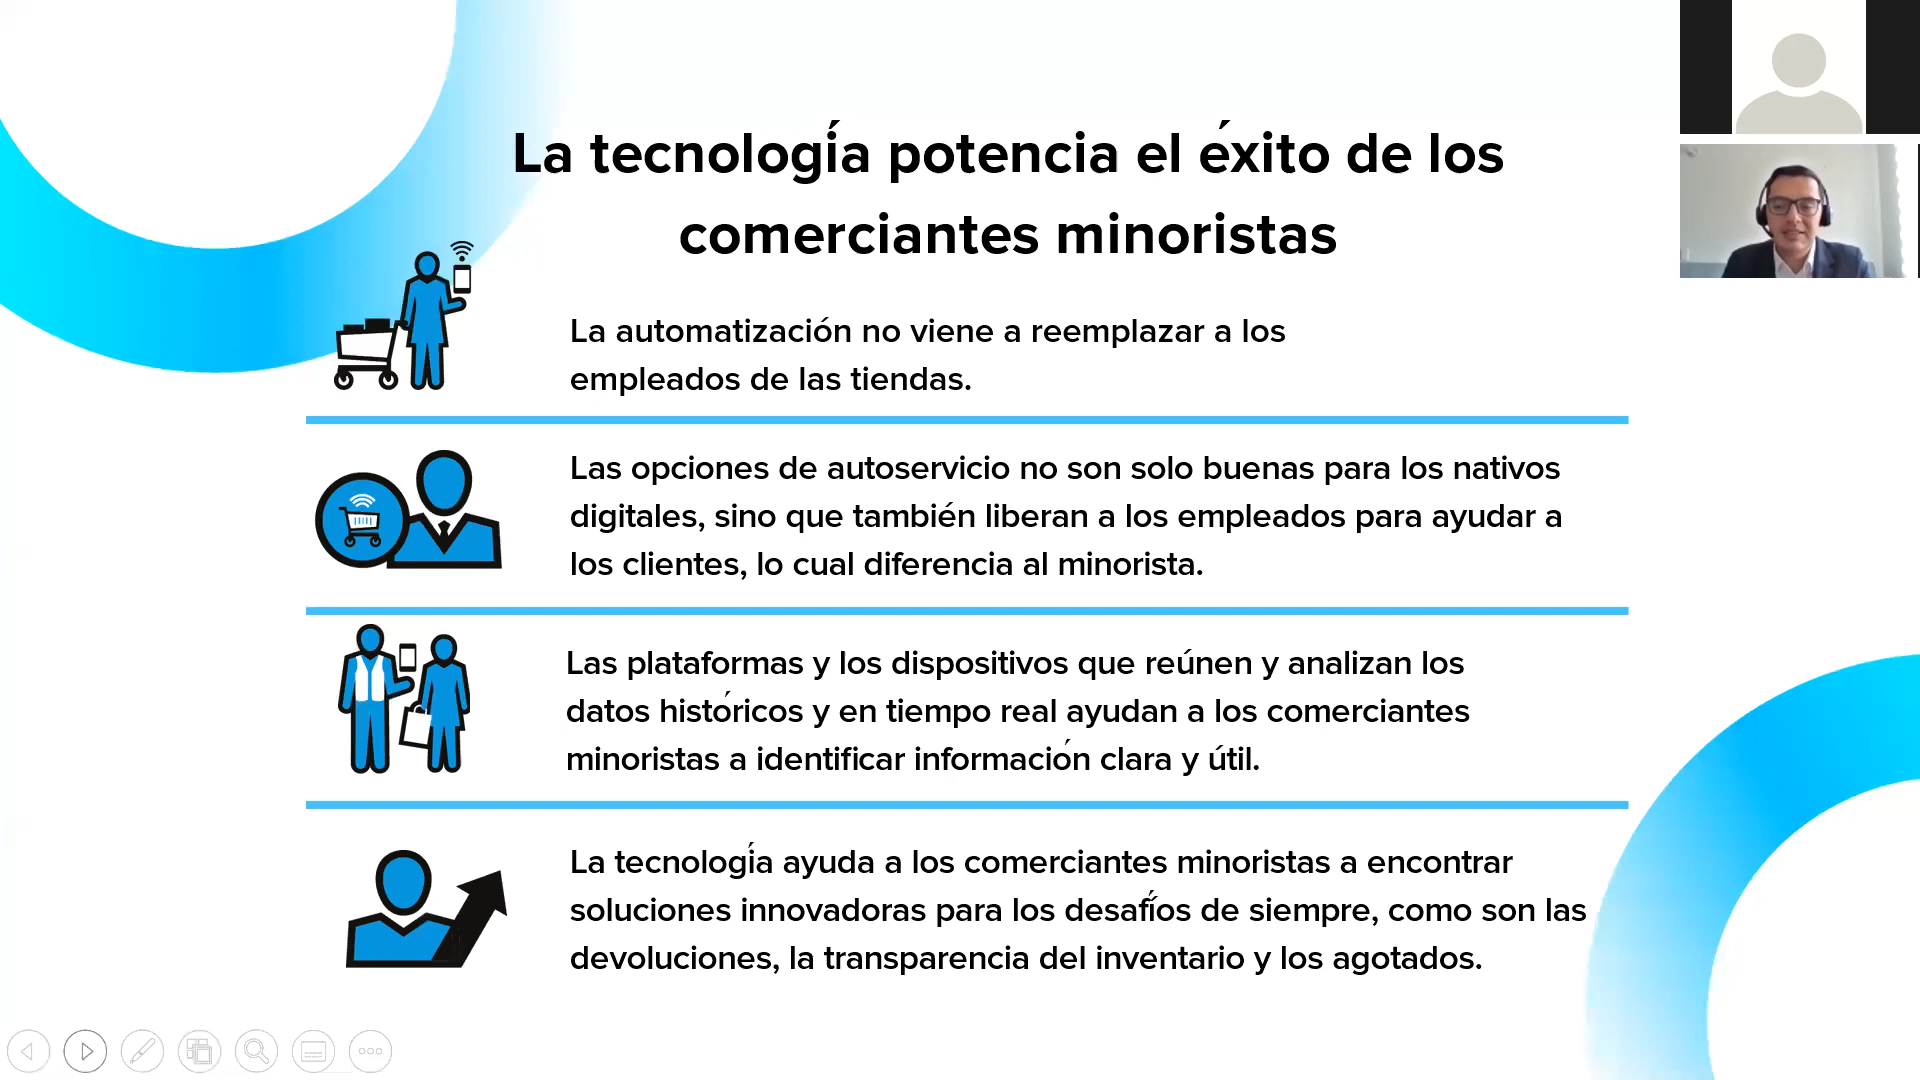 La tecnología potencia el éxito de los
comerciantes minoristas
La automatización no viene a reemplazar a los
empleados de las tiendas.
Las opciones de autoservicio no son solo buenas para los nativos
digitales, sino que también liberan a los empleados para ayudar a
los clientes, lo cual diferencia al minorista.
Las plataformas y los dispositivos que reúnen y analizan los
datos históricos y en tiempo real ayudan a los comerciantes
minoristas a identificar información clara y útil.
La tecnología ayuda a los comerciantes minoristas a encontrar
soluciones innovadoras para los desafíos de siempre, como son las
devoluciones, la transparencia del inventario y los agotados.